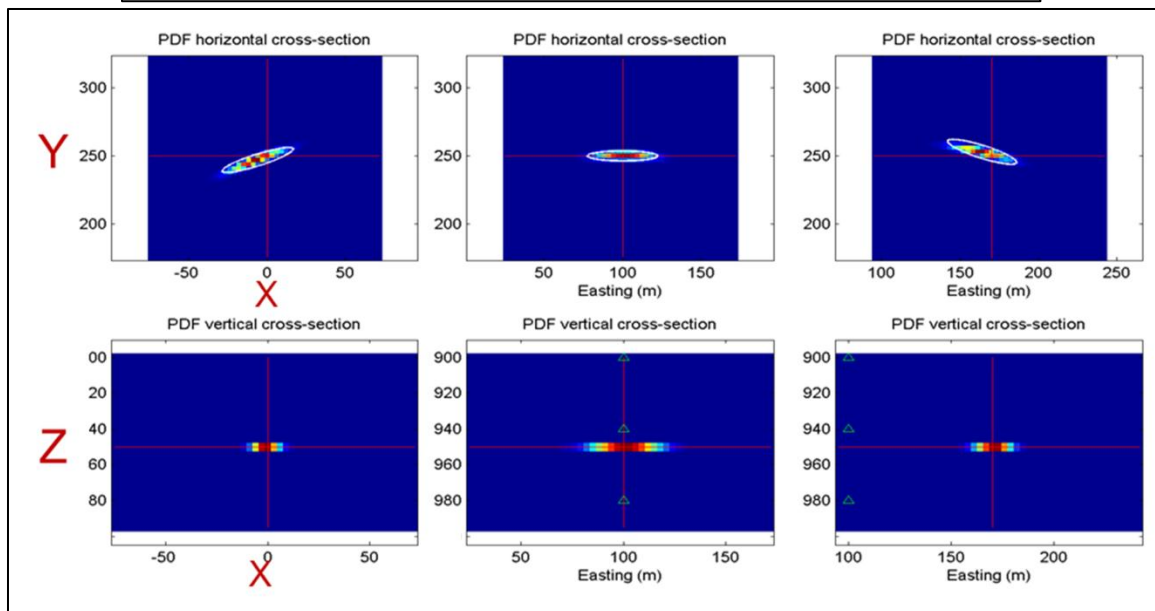 PDF horizontal cross-section PDF horizontal cross-section PDF horizontal cross-section
300 300 300
Y 250 250 250
200 200 200
-50 0 50 50 100 150 100 150 200 250
X Easting (m) Easting (m)
PDF vertical cross-section PDF vertical cross-section PDF vertical cross-section
00 900 900
20 920 920
40 940 940
Z
60 960 960
80 980 980
-50 0 50 50 100 150 100 150 200
X Easting (m) Easting (m)